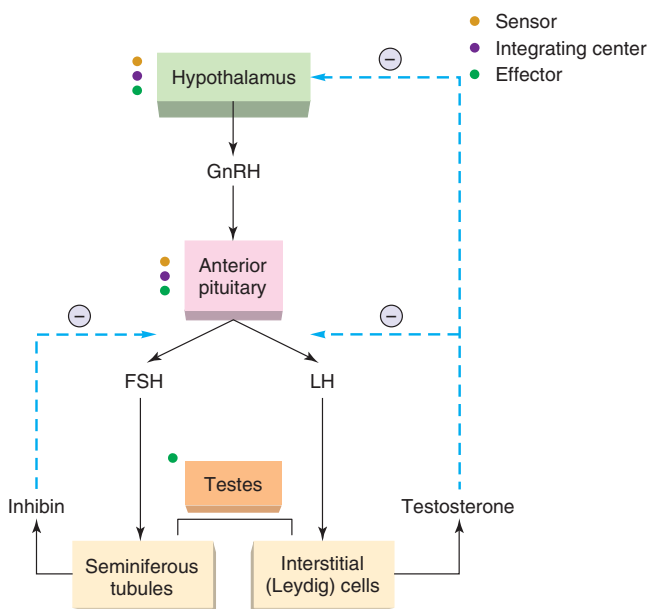 Sensor
Integrating center
Effector
Hypothalamus
−
GnRH
Anterior
pituitary
−
−
FSH
LH
Testes
Inhibin
Testosterone
Seminiferous
tubules
Interstitial
(Leydig) cells